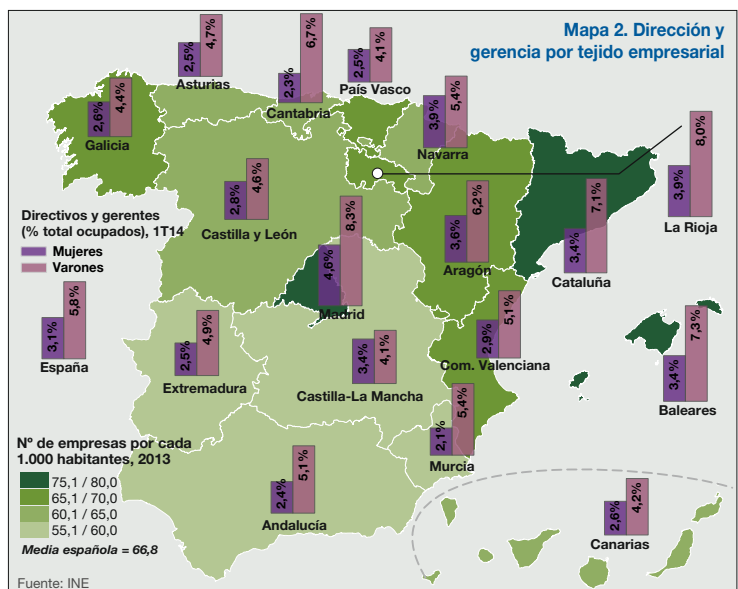 Mapa 2. Dirección y
gerencia por tejido empresarial
2,5%
4,7%
Asturias
2,3%
6,7%
Cantabria
2,5%
4,1%
País Vasco
2,6%
4,4%
Galicia
3,9%
5,4%
Navarra
3,9%
8,0%
La Rioja
2,8%
4,6%
Castilla y León
4,6%
8,3%
Madrid
3,6%
6,2%
Aragón
3,4%
7,1%
Cataluña
Directivos y gerentes
(% total ocupados), 1T14
Mujeres
Varones
3,1%
5,8%
España
2,5%
4,9%
Extremadura
3,4%
4,1%
Castilla-La Mancha
2,9%
5,1%
Com. Valenciana
3,4%
7,3%
Baleares
2,1%
5,4%
Murcia
2,4%
5,1%
Andalucía
2,6%
4,2%
Canarias
Nº de empresas por cada
1.000 habitantes, 2013
75,1 / 80,0
65,1 / 70,0
60,1 / 65,0
55,1 / 60,0
Media española = 66,8
Fuente: INE